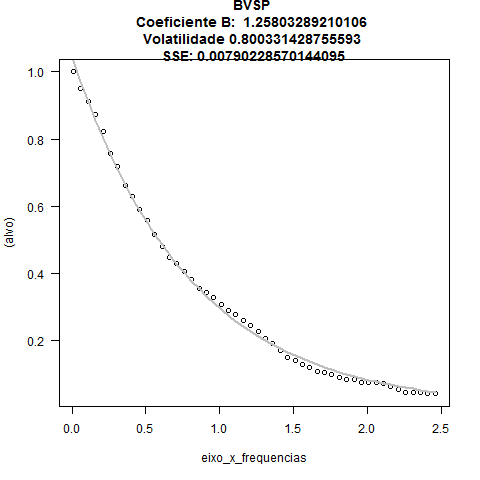 BVSP
Coeficiente B:  1.25803289210106
Volatilidade 0.800331428755593
SSE: 0.00790228570144095
1.0
0.8
0.6
0.4
0.2
(alvo)
0.0
0.5
1.0
1.5
2.0
2.5
eixo_x_frequencias